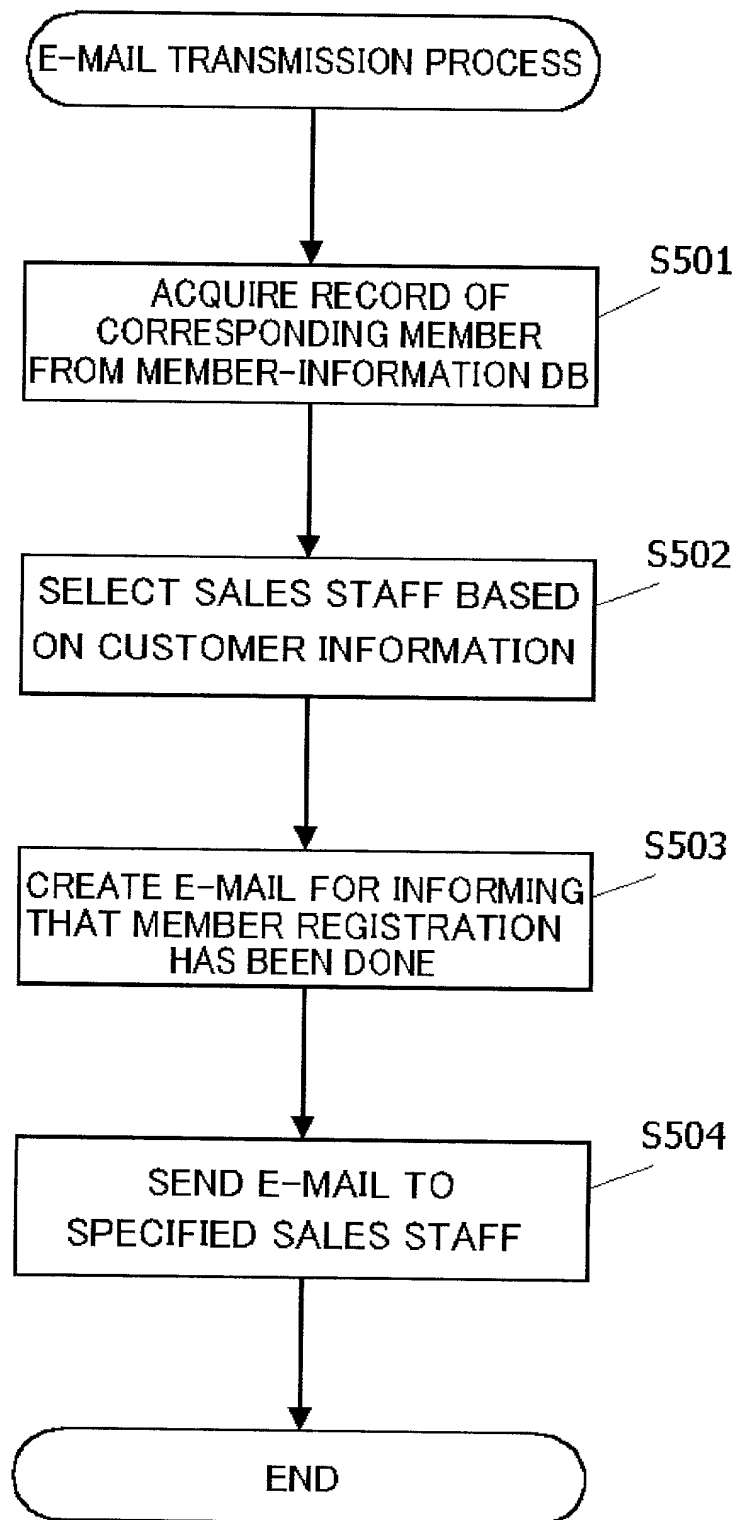 E-MAIL TRANSMISSION PROCESS
S501
ACQUIRE RECORD OF
CORRESPONDING MEMBER
FROM MEMBER-INFORMATION DB
S502
SELECT SALES STAFF BASED
ON CUSTOMER INFORMATION
S503
CREATE E-MAIL FOR INFORMING
THAT MEMBER REGISTRATION
HAS BEEN DONE
S504
SEND E-MAIL TO
SPECIFIED SALES STAFF
END